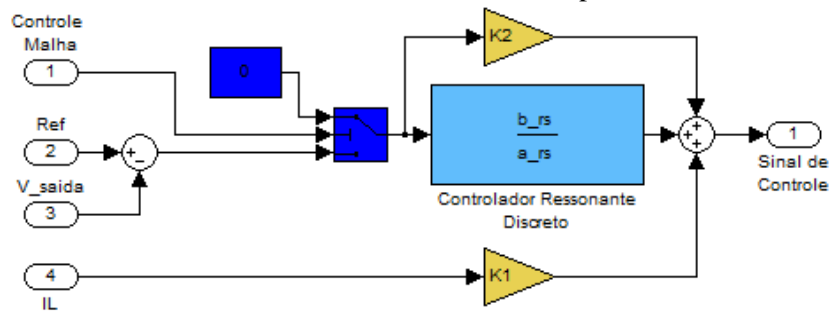 Controle
Malha
1
0
K2
Ref
2
+
-
b_rs
a_rs
+
+
+
1
Sinal de
Controle
V_saida
3
Controlador Ressonante
Discreto
4
IL
K1